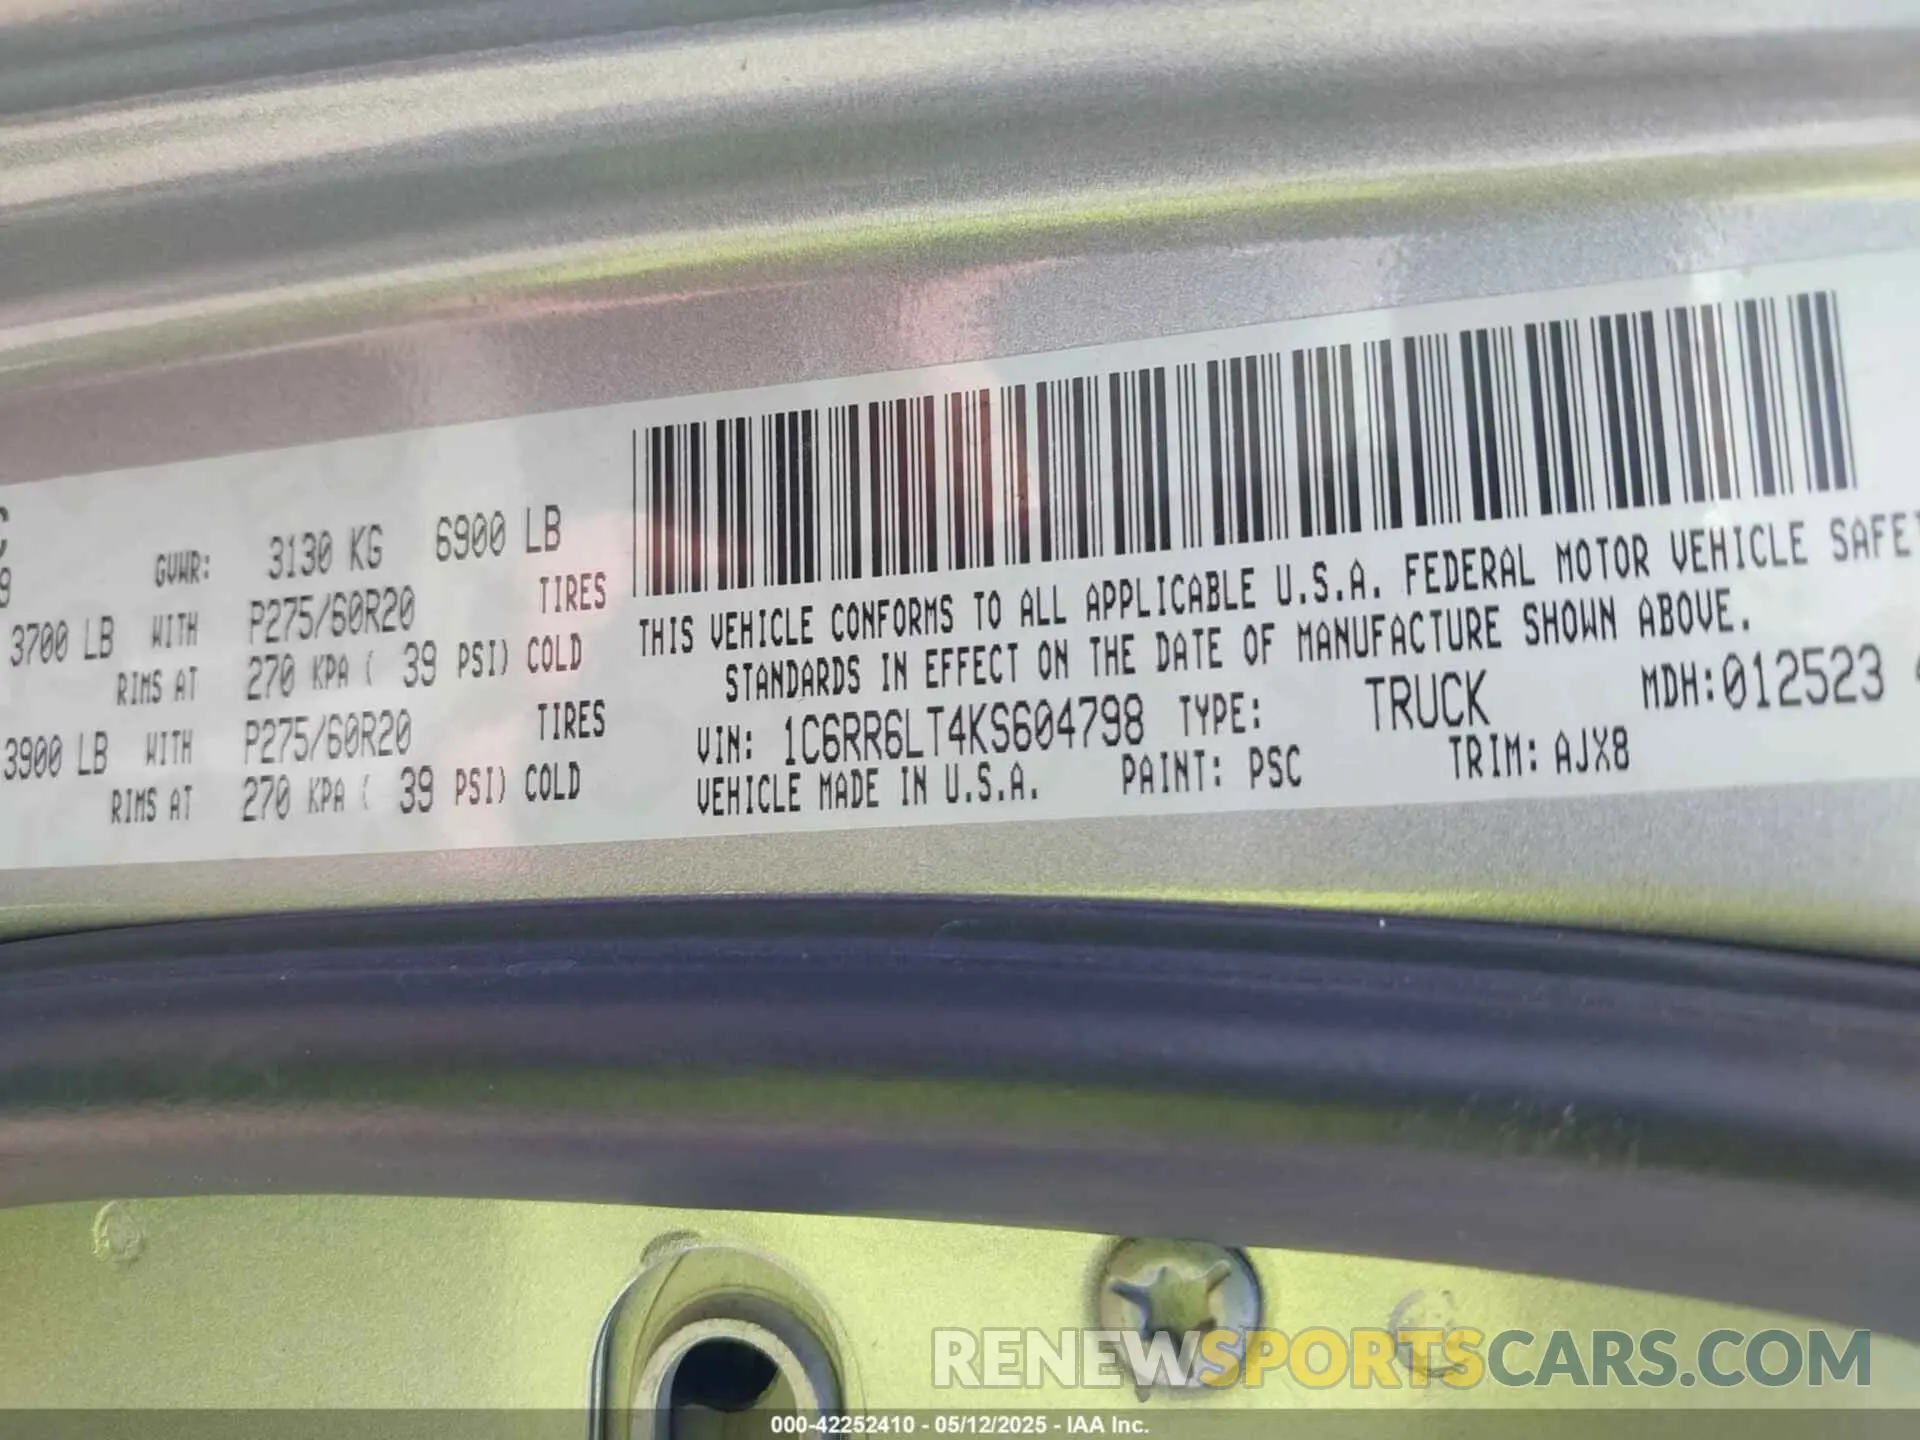 GVWR: 3130 KG 6900 LB
3700 LB WITH P275/60R20 TIRES
RIMS AT 270 KPA ( 39 PSI) COLD
3900 LB WITH P275/60R20 TIRES
RIMS AT 270 KPA ( 39 PSI) COLD
THIS VEHICLE CONFORMS TO ALL APPLICABLE U.S.A. FEDERAL MOTOR VEHICLE SAFE
STANDARDS IN EFFECT ON THE DATE OF MANUFACTURE SHOWN ABOVE.
VIN: 1C6RR6LT4KS604798 TYPE: TRUCK MDH:012523
VEHICLE MADE IN U.S.A. PAINT: PSC TRIM: AJX8
RENEWSPORTSCARS.COM
000-42252410 - 05/12/2025 - IAA Inc.